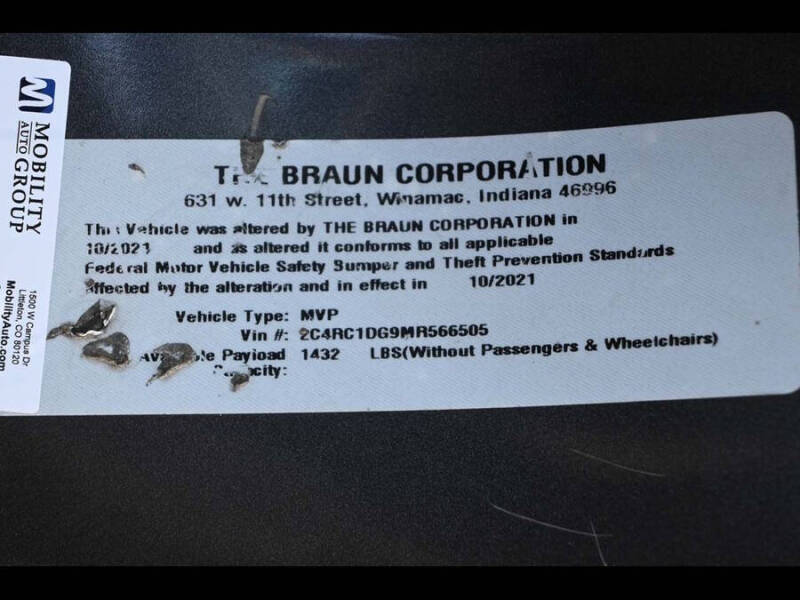 M MOBILITY
AUTO GROUP
1500 W Campus Dr
Littleton, CO 80120
MobilityAuto.com
THE BRAUN CORPORATION
631 w. 11th Street, Winamac, Indiana 46996
This Vehicle was altered by THE BRAUN CORPORATION in
10/2021 and as altered it conforms to all applicable
Federal Motor Vehicle Safety Bumper and Theft Prevention Standards
affected by the alteration and in effect in 10/2021
Vehicle Type: MVP
Vin #: 2C4RC1DG9MR566505
Available Payload 1432 LBS(Without Passengers & Wheelchairs)
Capacity: